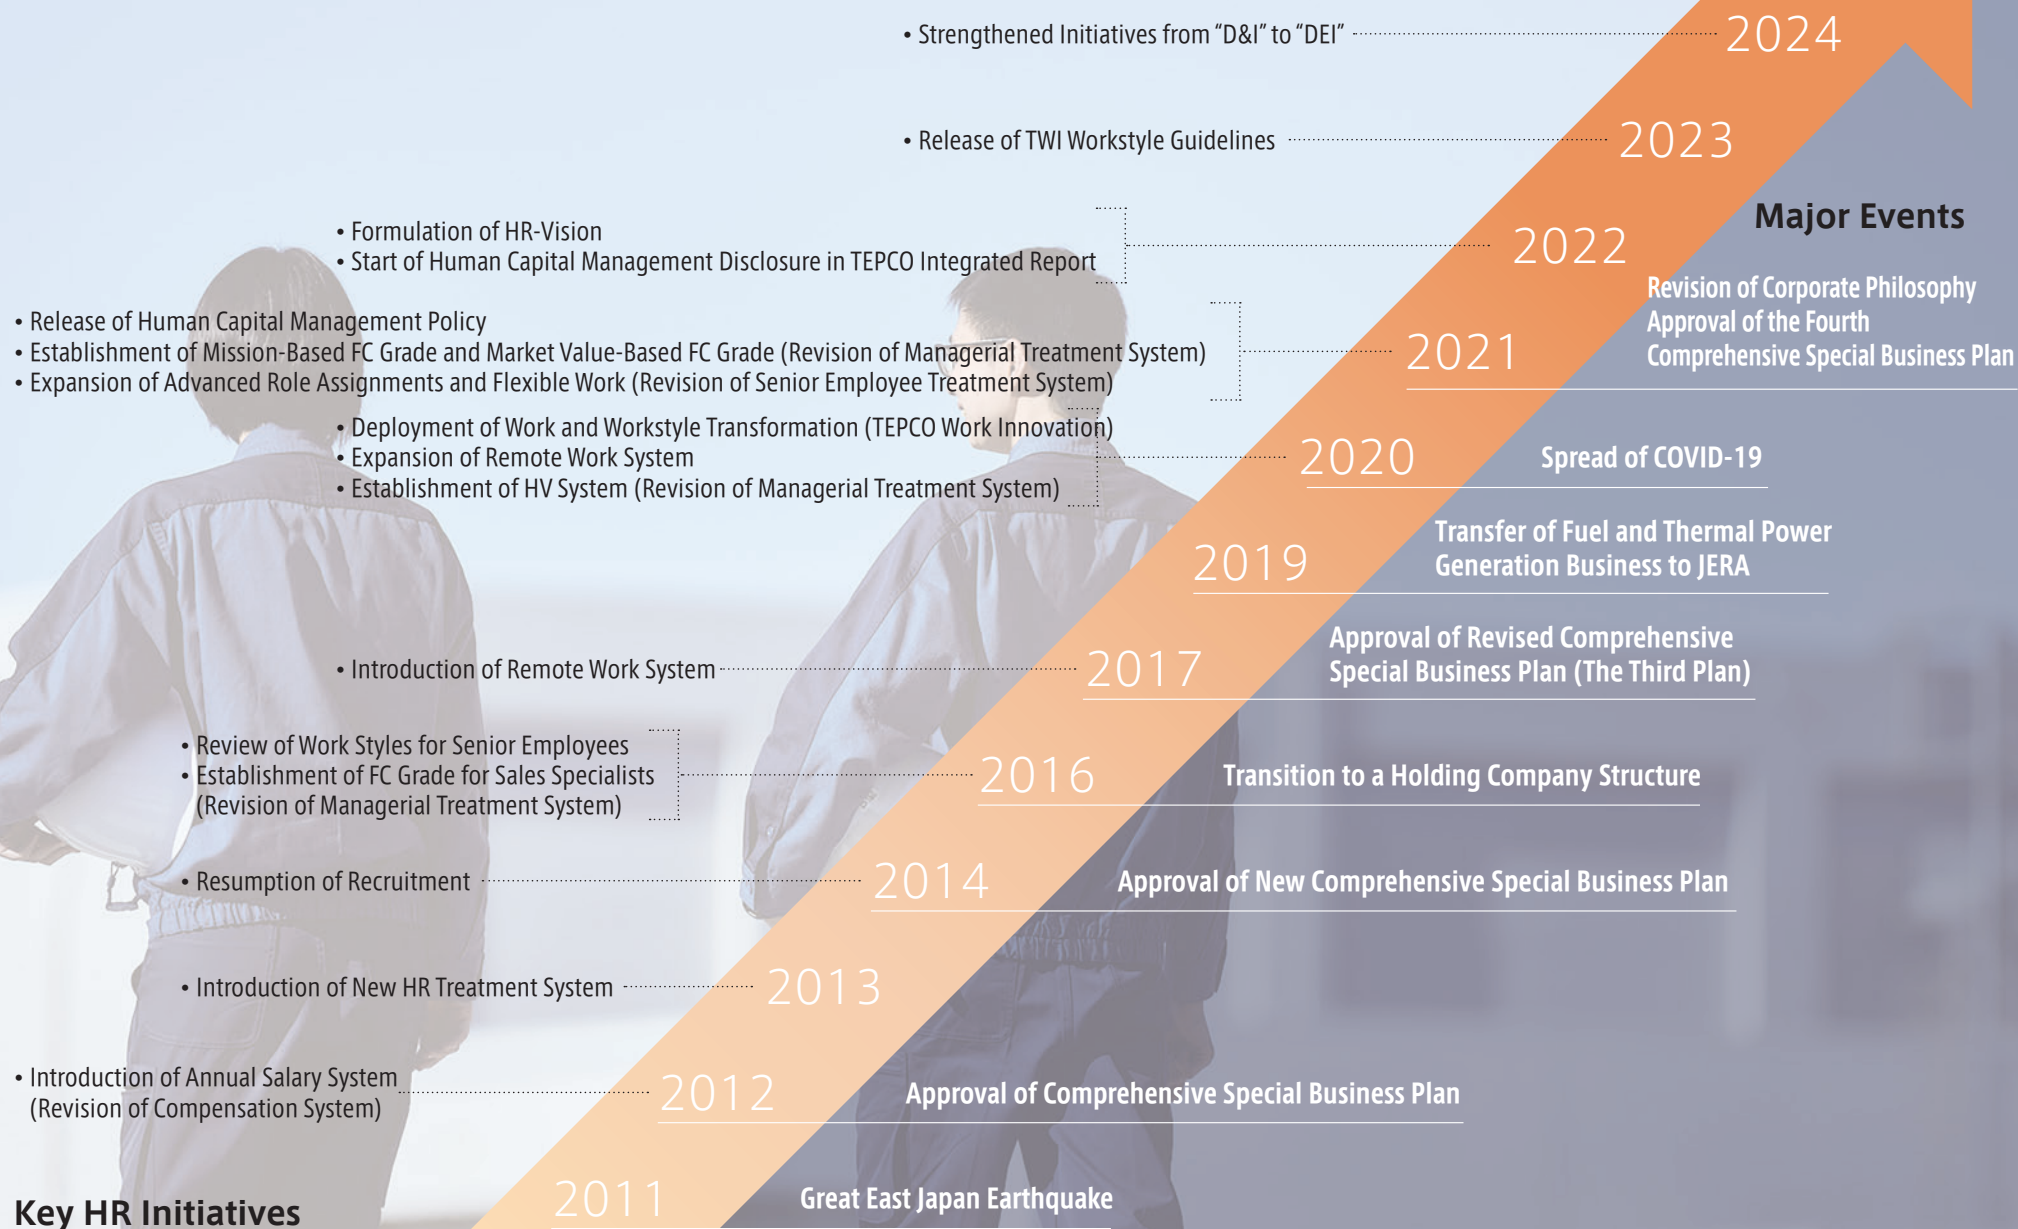 • Strengthened Initiatives from “D&I” to “DEI”
2024
• Release of TWI Workstyle Guidelines
2023
Major Events
• Formulation of HR-Vision
• Start of Human Capital Management Disclosure in TEPCO Integrated Report
2022
• Release of Human Capital Management Policy
• Establishment of Mission-Based FC Grade and Market Value-Based FC Grade (Revision of Managerial Treatment System)
• Expansion of Advanced Role Assignments and Flexible Work (Revision of Senior Employee Treatment System)
2021
Revision of Corporate Philosophy
Approval of the Fourth
Comprehensive Special Business Plan
• Deployment of Work and Workstyle Transformation (TEPCO Work Innovation)
• Expansion of Remote Work System
• Establishment of HV System (Revision of Managerial Treatment System)
2020
Spread of COVID-19
2019
Transfer of Fuel and Thermal Power
Generation Business to JERA
• Introduction of Remote Work System
2017
Approval of Revised Comprehensive
Special Business Plan (The Third Plan)
• Review of Work Styles for Senior Employees
• Establishment of FC Grade for Sales Specialists
(Revision of Managerial Treatment System)
2016
Transition to a Holding Company Structure
• Resumption of Recruitment
2014
Approval of New Comprehensive Special Business Plan
• Introduction of New HR Treatment System
2013
• Introduction of Annual Salary System
(Revision of Compensation System)
2012
Approval of Comprehensive Special Business Plan
2011
Great East Japan Earthquake
Key HR Initiatives